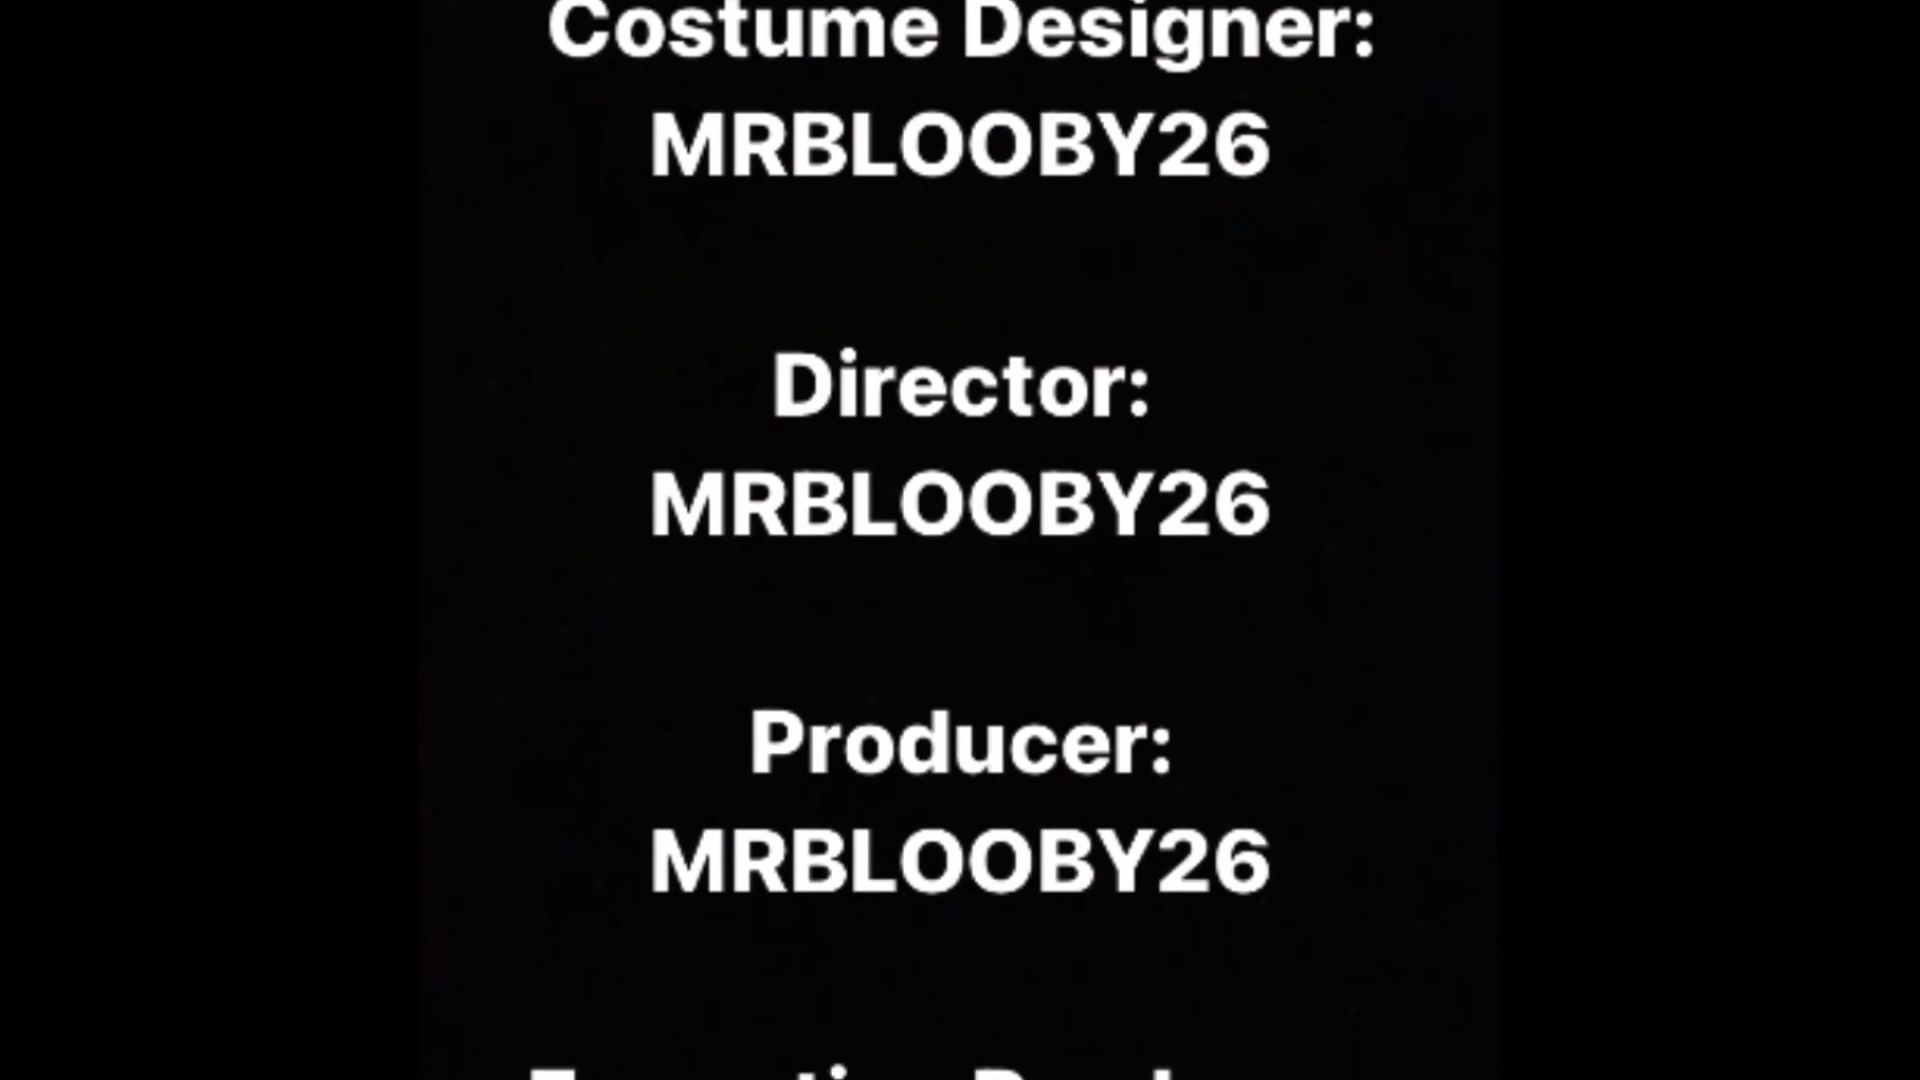 Costume Designer:
MRBLOOBY26
Director:
MRBLOOBY26
Producer:
MRBLOOBY26